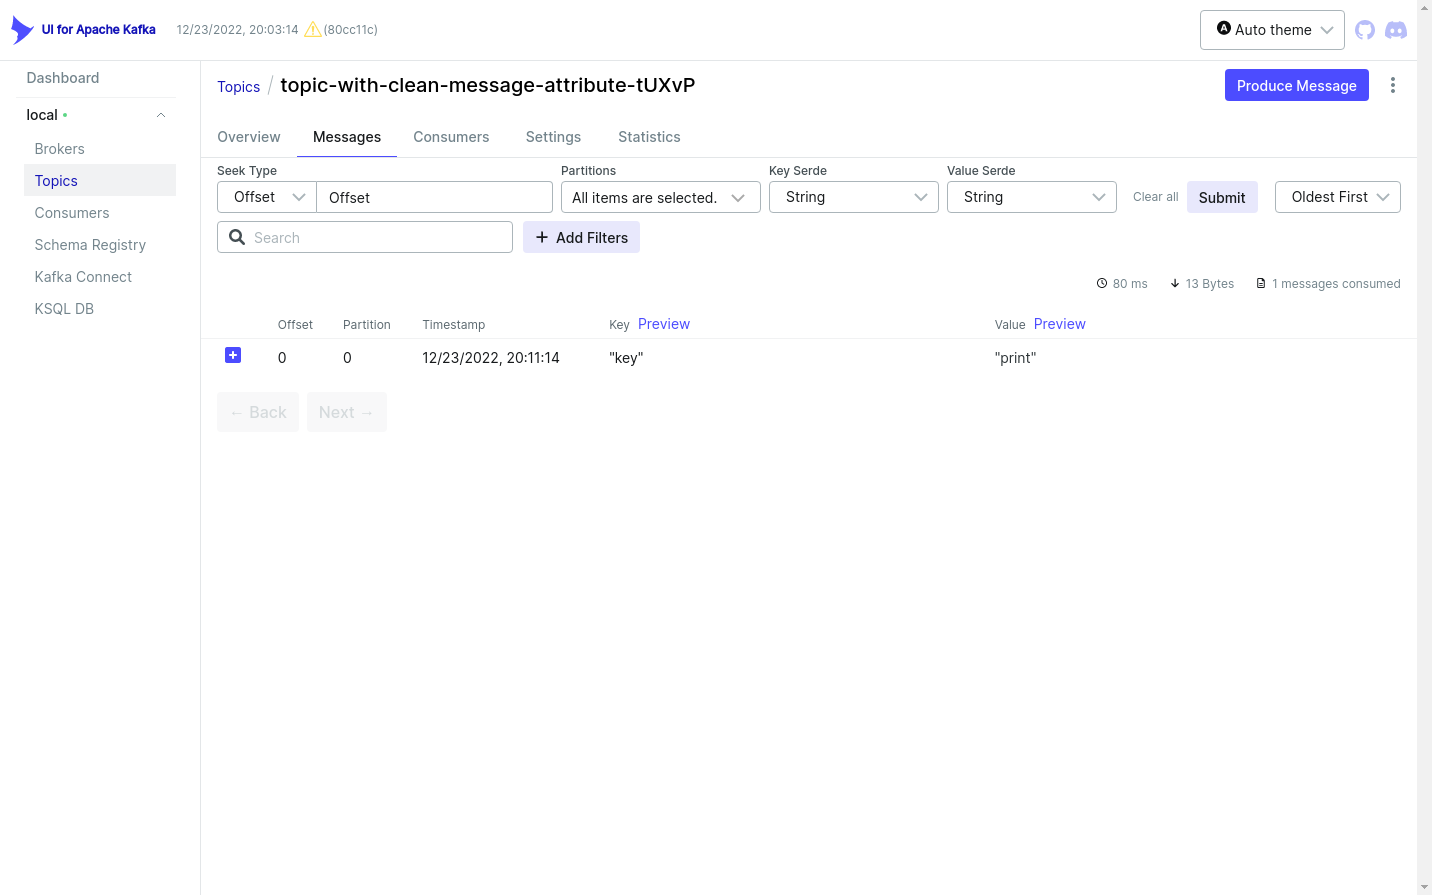 UI for Apache Kafka 12/23/2022, 20:03:14 (80cc11c) Auto theme
Dashboard
local
Brokers
Topics
Consumers
Schema Registry
Kafka Connect
KSQL DB
Topics / topic-with-clean-message-attribute-tUXvP Produce Message
Overview Messages Consumers Settings Statistics
Seek Type Partitions Key Serde Value Serde
Offset Offset All items are selected. String String Clear all Submit Oldest First
Search Add Filters
80 ms 13 Bytes 1 messages consumed
Offset Partition Timestamp Key Preview Value Preview
0 0 12/23/2022, 20:11:14 "key" "print"
← Back Next →